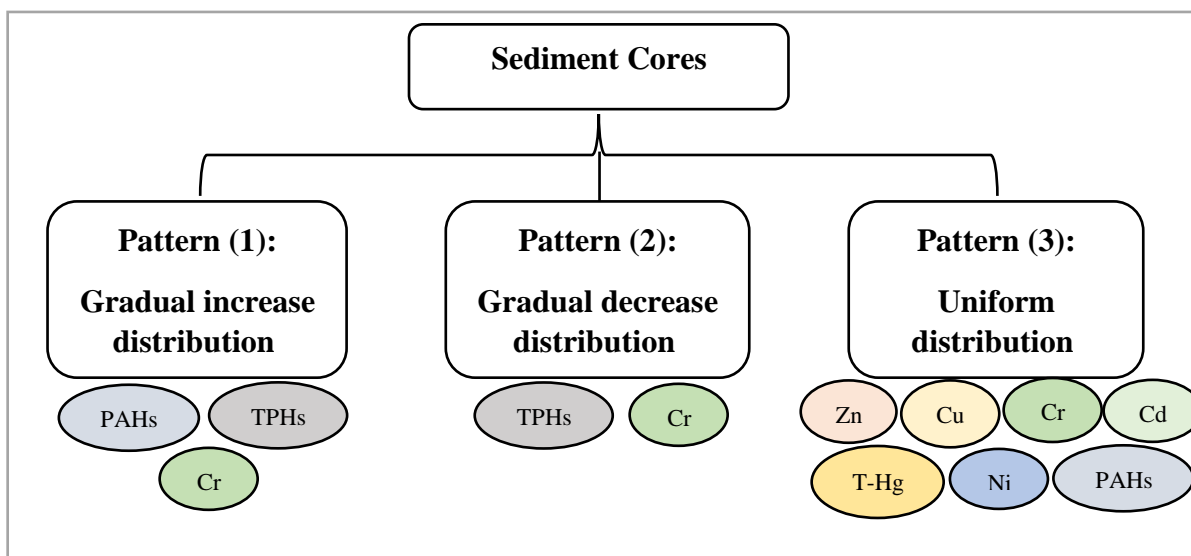 Sediment Cores
Pattern (1):
Gradual increase
distribution
PAHs
TPHs
Cr
Pattern (2):
Gradual decrease
distribution
TPHs
Cr
Pattern (3):
Uniform
distribution
Zn
Cu
Cr
Cd
T-Hg
Ni
PAHs